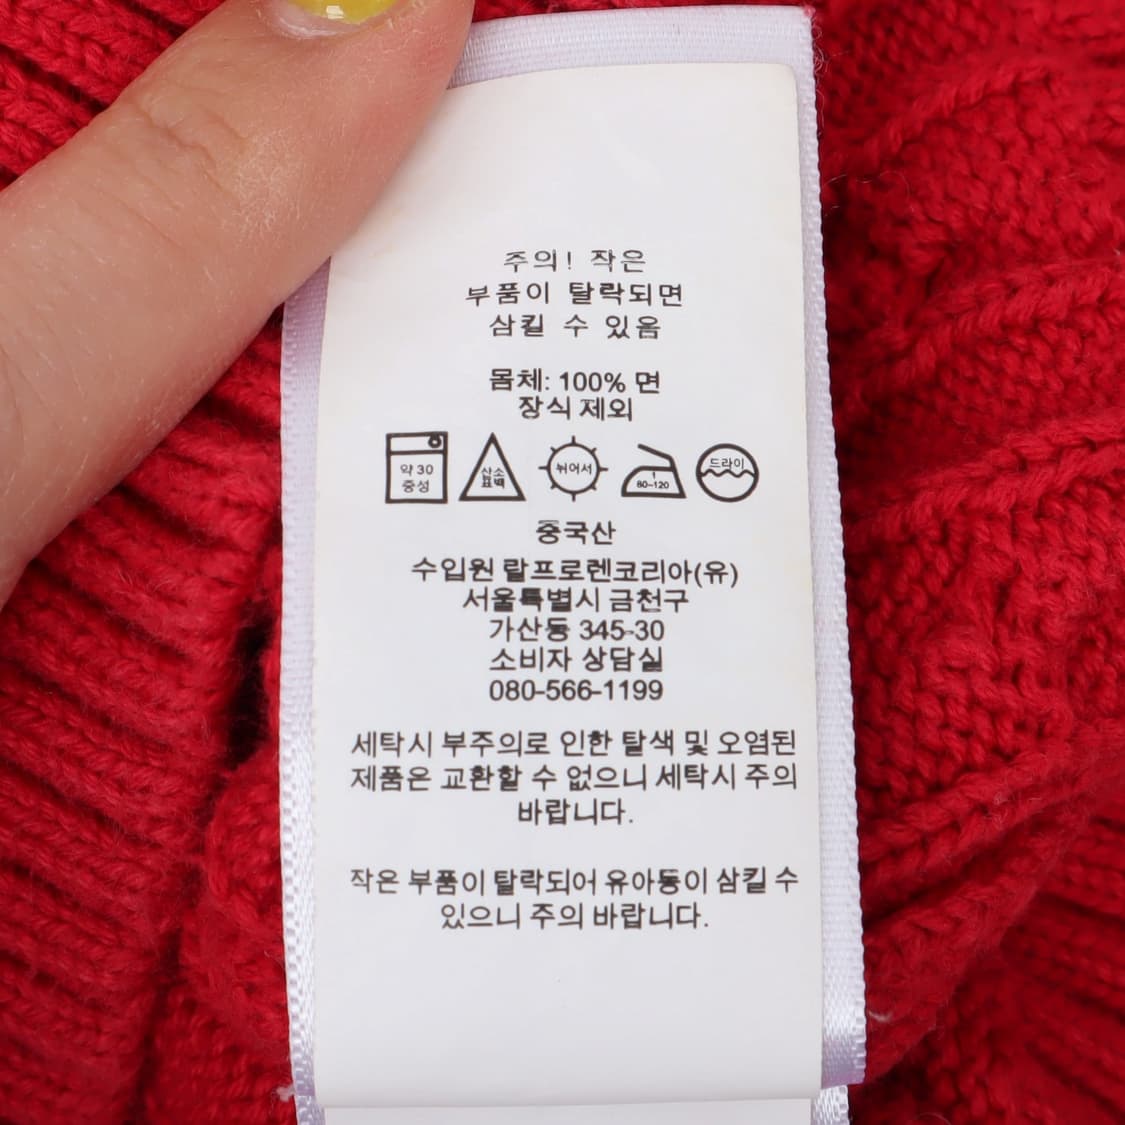 주의! 작은
부품이 탈락되면
삼킬 수 있음
몸체: 100% 면
장식 제외
약 30
중성
산소
표백
뉘어서
80~120
드라이
중국산
수입원 랄프로렌코리아(유)
서울특별시 금천구
가산동 345-30
소비자 상담실
080-566-1199
세탁시 부주의로 인한 탈색 및 오염된
제품은 교환할 수 없으니 세탁시 주의
바랍니다.
작은 부품이 탈락되어 유아동이 삼킬 수
있으니 주의 바랍니다.